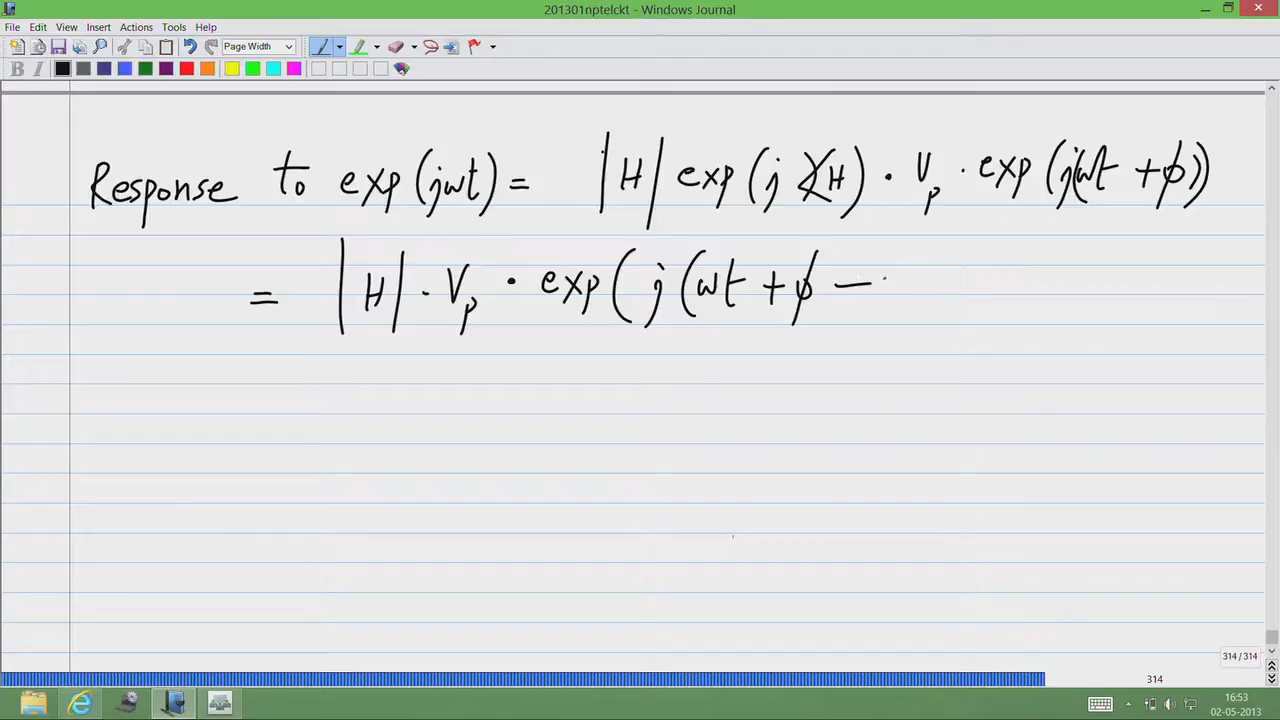 201301nptelckt - Windows Journal
File Edit View Insert Actions Tools Help
Page Width
B I
Response to exp(jωt) = |H| exp(j∠H) · Vp · exp(j(ωt + ϕ))
= |H| · Vp · exp(j(ωt + ϕ —
314 / 314
314
16:53
02-05-2013